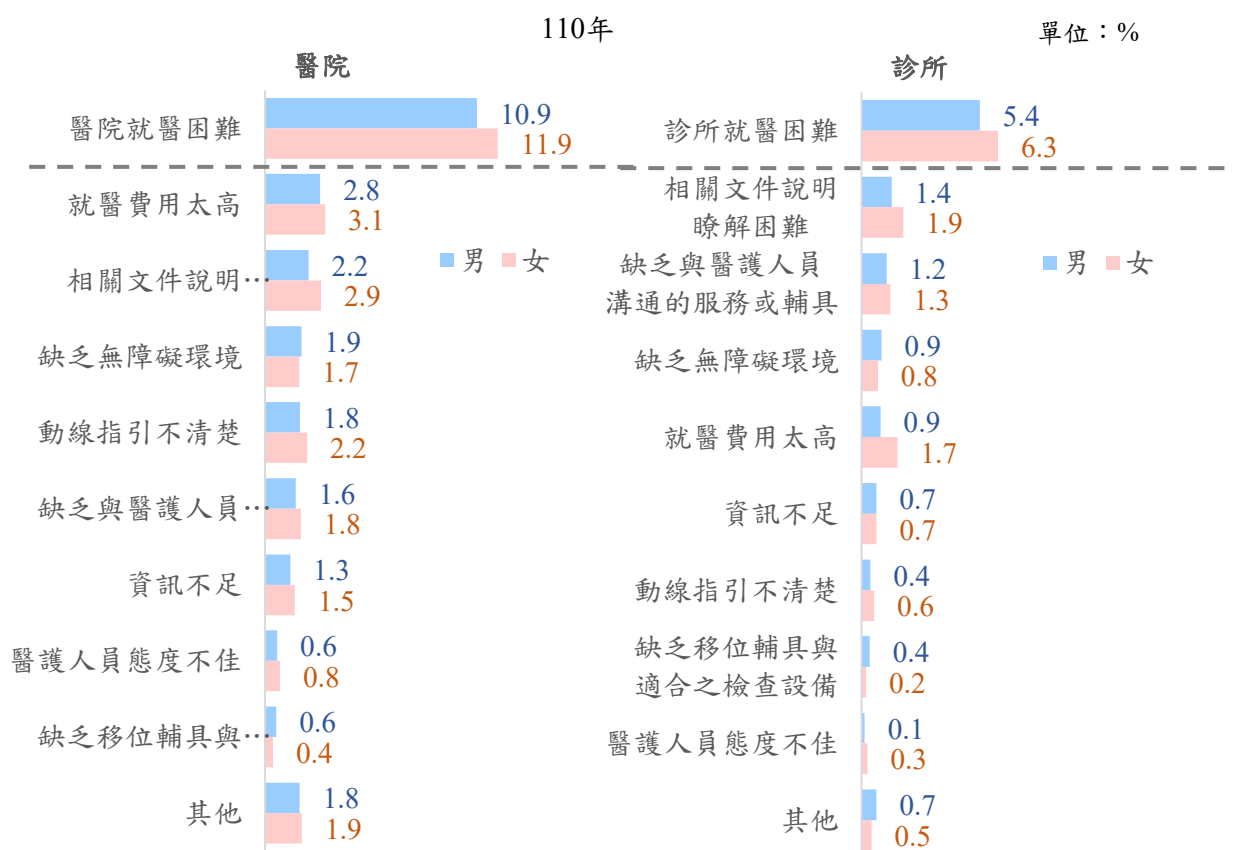 110年
單位：%
醫院
醫院就醫困難
10.9
11.9
就醫費用太高
2.8
3.1
男 女
相關文件說明…
2.2
2.9
缺乏無障礙環境
1.9
1.7
動線指引不清楚
1.8
2.2
缺乏與醫護人員…
1.6
1.8
資訊不足
1.3
1.5
醫護人員態度不佳
0.6
0.8
缺乏移位輔具與…
0.6
0.4
其他
1.8
1.9
診所
診所就醫困難
5.4
6.3
相關文件說明
瞭解困難
1.4
1.9
男 女
缺乏與醫護人員
溝通的服務或輔具
1.2
1.3
缺乏無障礙環境
0.9
0.8
就醫費用太高
0.9
1.7
資訊不足
0.7
0.7
動線指引不清楚
0.4
0.6
缺乏移位輔具與
適合之檢查設備
0.4
0.2
醫護人員態度不佳
0.1
0.3
其他
0.7
0.5